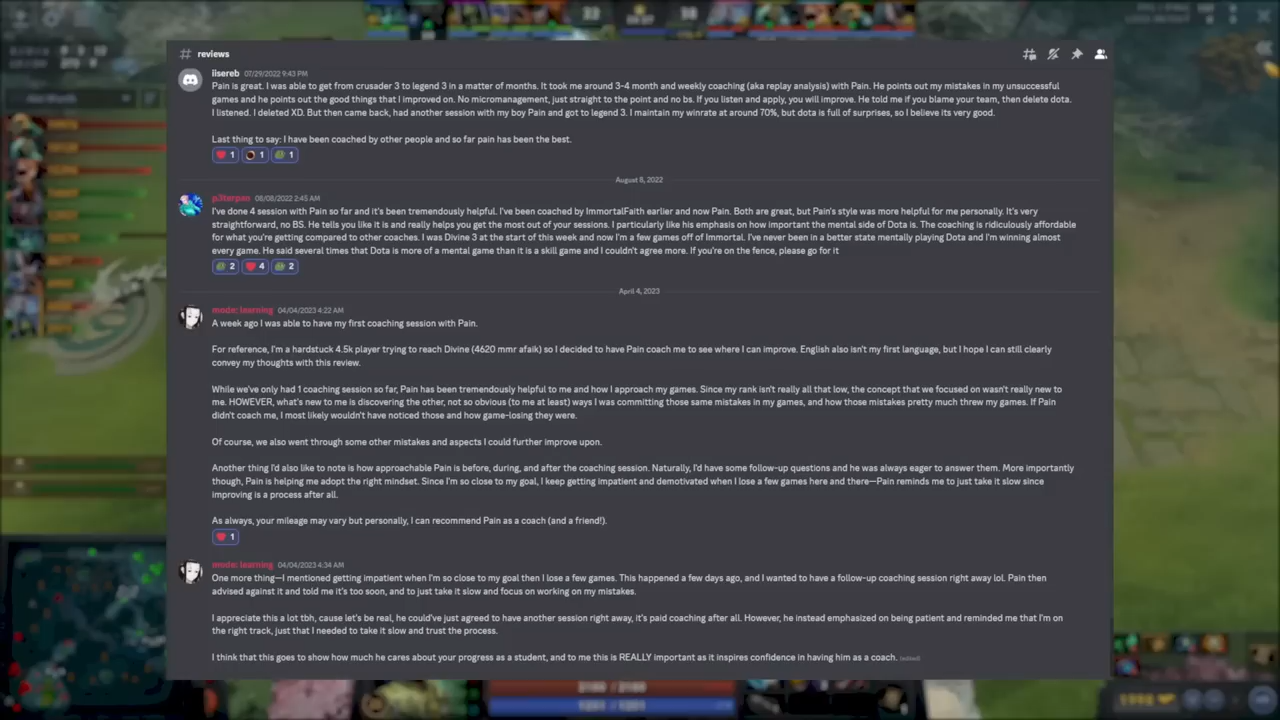 33
38
# reviews
iisereb 07/29/2022 9:43 PM
Pain is great. I was able to get from crusader 3 to legend 3 in a matter of months. It took me around 3-4 month and weekly coaching (aka replay analysis) with Pain. He points out my mistakes in my unsuccessful
games and he points out the good things that I improved on. No micromanagement, just straight to the point and no bs. If you listen and apply, you will improve. He told me if you blame your team, then delete dota.
I listened. I deleted XD. But then came back, had another session with my boy Pain and got to legend 3. I maintain my winrate at around 70%, but dota is full of surprises, so I believe its very good.
Last thing to say: I have been coached by other people and so far pain has been the best.
1 1 1
August 8, 2022
p3terpan 08/08/2022 2:45 AM
I've done 4 session with Pain so far and it's been tremendously helpful. I've been coached by ImmortalFaith earlier and now Pain. Both are great, but Pain's style was more helpful for me personally. It's very
straightforward, no BS. He tells you like it is and really helps you get the most out of your sessions. I particularly like his emphasis on how important the mental side of Dota is. The coaching is ridiculously affordable
for what you're getting compared to other coaches. I was Divine 3 at the start of this week and now I'm a few games off of Immortal. I've never been in a better state mentally playing Dota and I'm winning almost
every game. He said several times that Dota is more of a mental game than it is a skill game and I couldn't agree more. If you're on the fence, please go for it
2 4 2
April 4, 2023
mode: learning 04/04/2023 4:22 AM
A week ago I was able to have my first coaching session with Pain.
For reference, I'm a hardstuck 4.5k player trying to reach Divine (4620 mmr afaik) so I decided to have Pain coach me to see where I can improve. English also isn't my first language, but I hope I can still clearly
convey my thoughts with this review.
While we've only had 1 coaching session so far, Pain has been tremendously helpful to me and how I approach my games. Since my rank isn't really all that low, the concept that we focused on wasn't really new to
me. HOWEVER, what's new to me is discovering the other, not so obvious (to me at least) ways I was committing those same mistakes in my games, and how those mistakes pretty much threw my games. If Pain
didn't coach me, I most likely wouldn't have noticed those and how game-losing they were.
Of course, we also went through some other mistakes and aspects I could further improve upon.
Another thing I'd also like to note is how approachable Pain is before, during, and after the coaching session. Naturally, I'd have some follow-up questions and he was always eager to answer them. More importantly
though, Pain is helping me adopt the right mindset. Since I'm so close to my goal, I keep getting impatient and demotivated when I lose a few games here and there—Pain reminds me to just take it slow since
improving is a process after all.
As always, your mileage may vary but personally, I can recommend Pain as a coach (and a friend!).
1
mode: learning 04/04/2023 4:34 AM
One more thing—I mentioned getting impatient when I'm so close to my goal then I lose a few games. This happened a few days ago, and I wanted to have a follow-up coaching session right away lol. Pain then
advised against it and told me it's too soon, and to just take it slow and focus on working on my mistakes.
I appreciate this a lot tbh, cause let's be real, he could've just agreed to have another session right away, it's paid coaching after all. However, he instead emphasized on being patient and reminded me that I'm on
the right track, just that I needed to take it slow and trust the process.
I think that this goes to show how much he cares about your progress as a student, and to me this is REALLY important as it inspires confidence in having him as a coach. (edited)